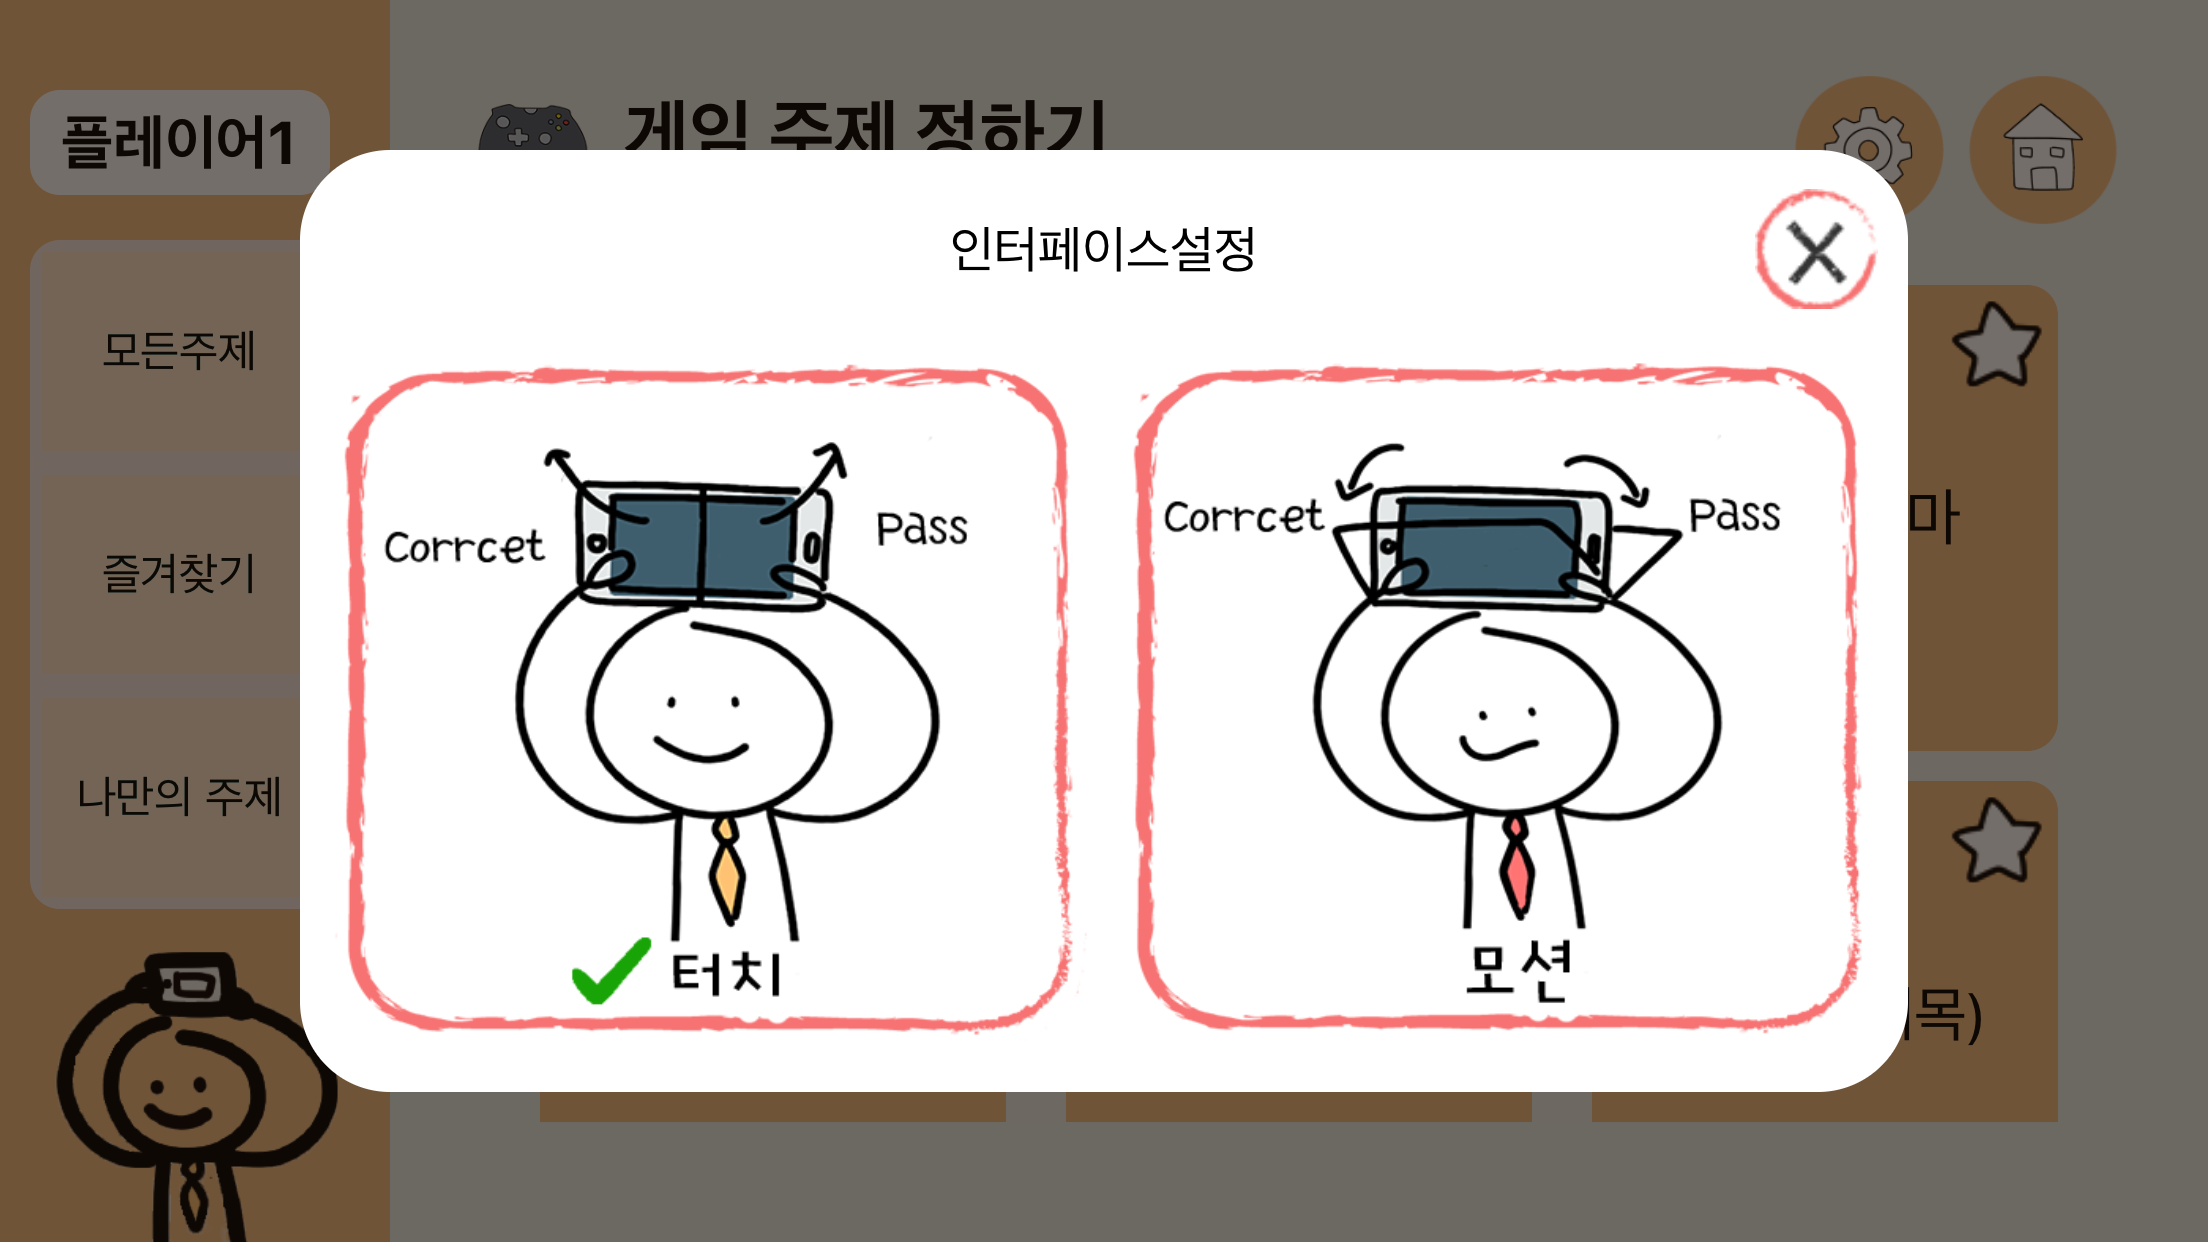 플레이어1
게임 주제 정하기
인터페이스설정
모든주제
즐겨찾기
나만의 주제
Corrcet
Pass
터치
Corrcet
Pass
모션
마
목)